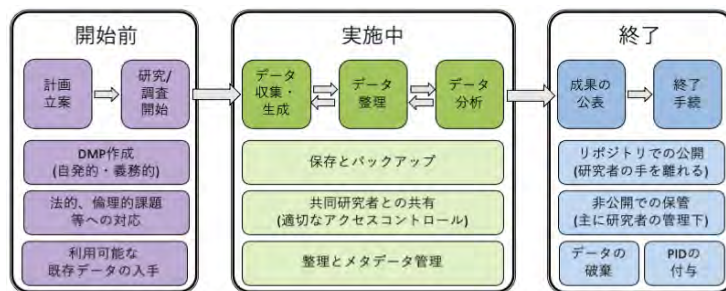 開始前
計画
立案
研究/
調査
開始
DMP作成
(自発的・義務的)
法的、倫理的課題
等への対応
利用可能な
既存データの入手
実施中
データ
収集・
生成
データ
整理
データ
分析
保存とバックアップ
共同研究者との共有
(適切なアクセスコントロール)
整理とメタデータ管理
終了
成果の
公表
終了
手続
リポジトリでの公開
(研究者の手を離れる)
非公開での保管
(主に研究者の管理下)
データの
破棄
PIDの
付与